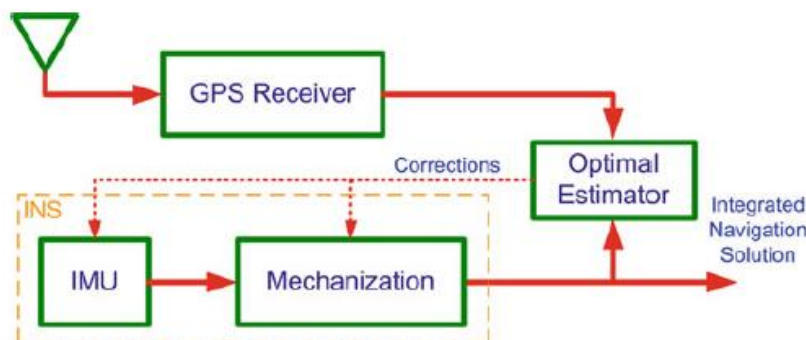 GPS Receiver
Corrections
Optimal
Estimator
Integrated
Navigation
Solution
INS
IMU
Mechanization